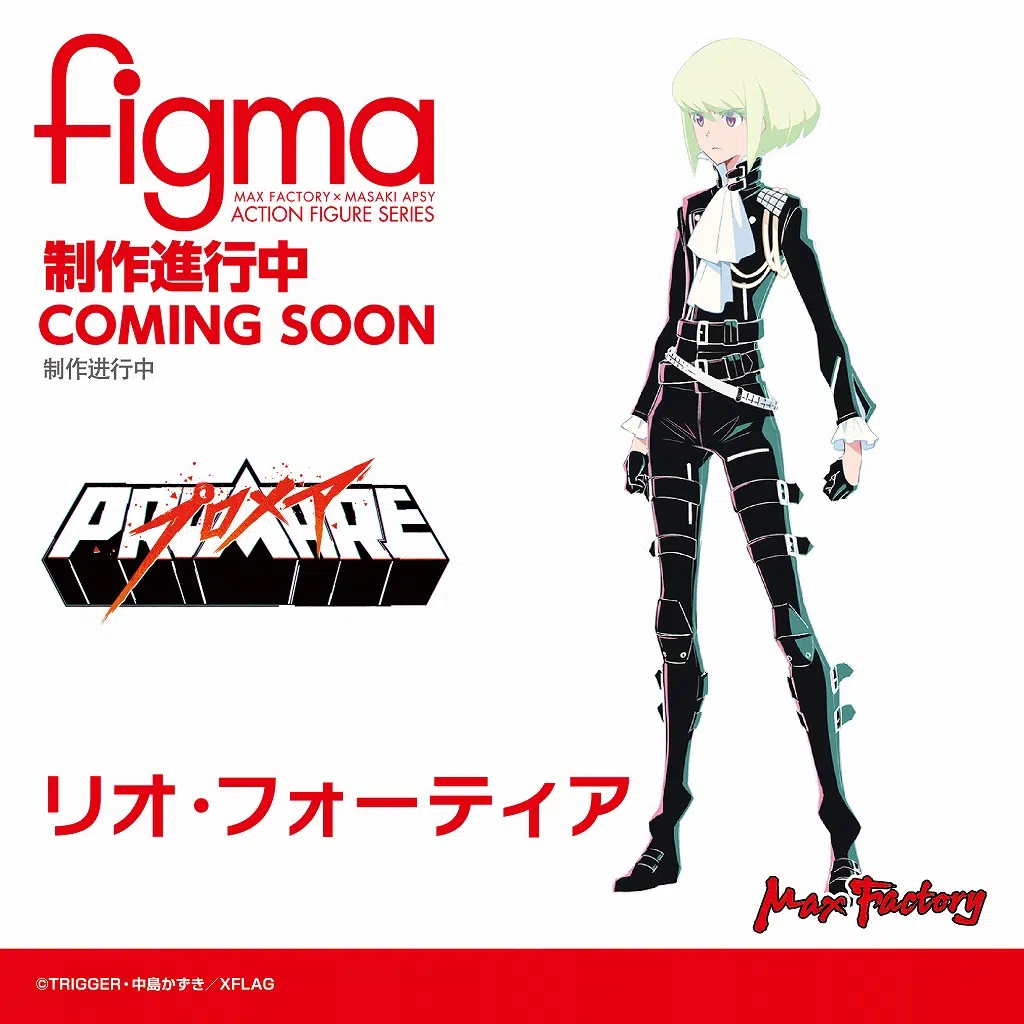 figma
MAX FACTORY × MASAKI APSY
ACTION FIGURE SERIES
制作進行中
COMING SOON
制作进行中
PROMARE
プロメア
リオ・フォーティア
Max Factory
©TRIGGER・中島かずき／XFLAG